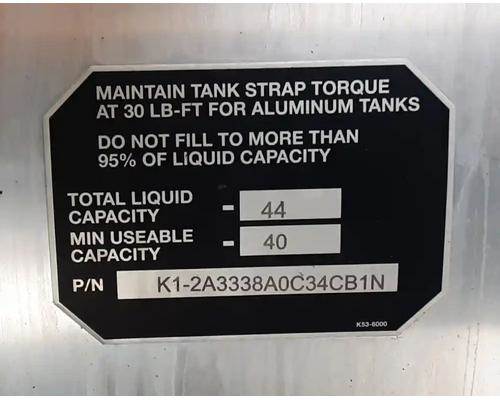 MAINTAIN TANK STRAP TORQUE
AT 30 LB-FT FOR ALUMINUM TANKS
DO NOT FILL TO MORE THAN
95% OF LIQUID CAPACITY
TOTAL LIQUID
CAPACITY - 44
MIN USEABLE
CAPACITY - 40
P/N K1-2A3338A0C34CB1N
K53-6000